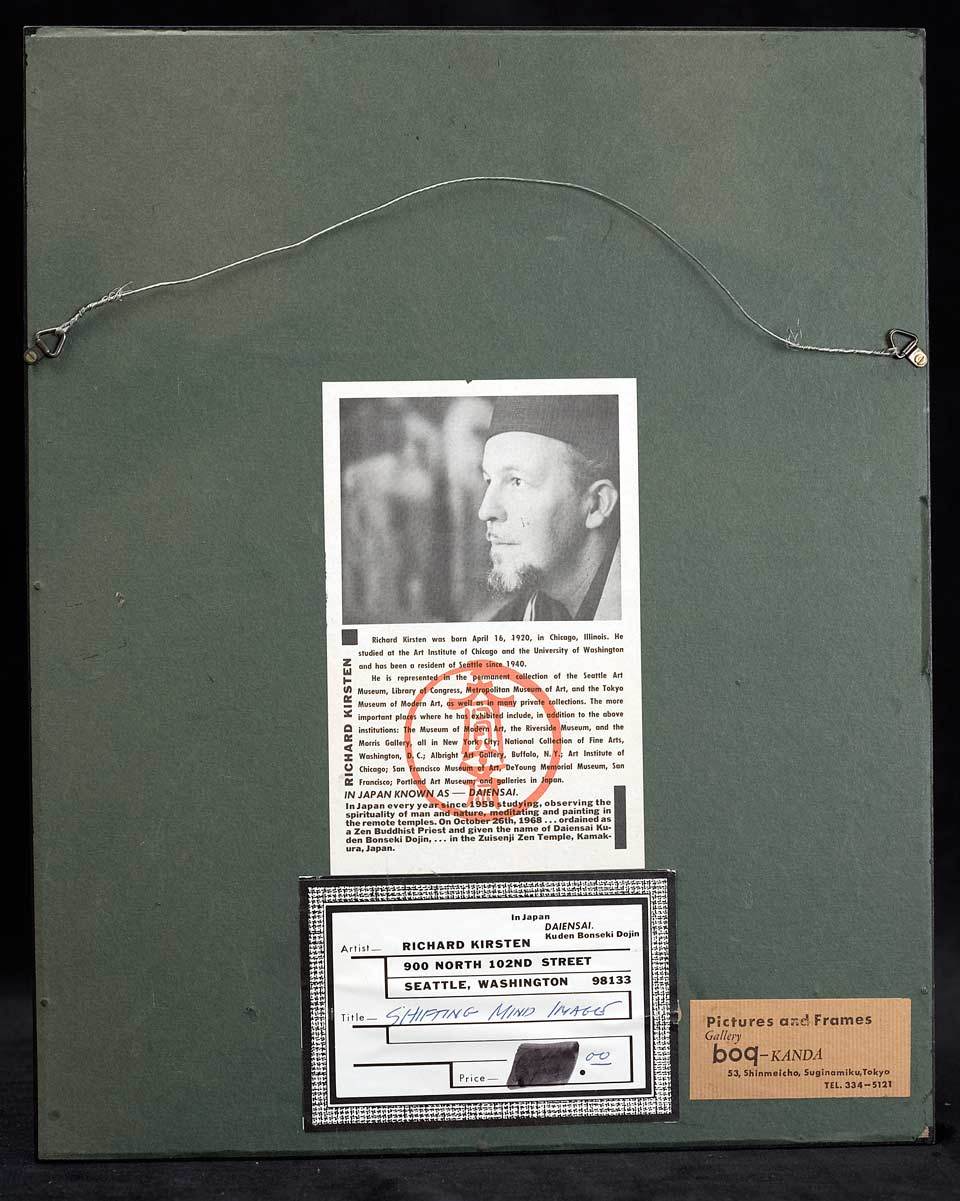 Richard Kirsten was born April 16, 1920, in Chicago, Illinois. He
studied at the Art Institute of Chicago and the University of Washington
and has been a resident of Seattle since 1940.
He is represented in the permanent collection of the Seattle Art
Museum, Library of Congress, Metropolitan Museum of Art, and the Tokyo
Museum of Modern Art, as well as in many private collections. The more
important places where he has exhibited include, in addition to the above
institutions: The Museum of Modern Art, the Riverside Museum, and the
Morris Gallery, all in New York City; National Collection of Fine Arts,
Washington, D. C.; Albright Art Gallery, Buffalo, N. Y.; Art Institute of
Chicago; San Francisco Museum of Art, DeYoung Memorial Museum, San
Francisco; Portland Art Museum and galleries in Japan.
RICHARD KIRSTEN
IN JAPAN KNOWN AS — DAIENSAI.
In Japan every year since 1958 studying, observing the
spirituality of man and nature, meditating and painting in
the remote temples. On October 26th, 1968 . . . ordained as
a Zen Buddhist Priest and given the name of Daiensai Ku-
den Bonseki Dojin, . . . in the Zuisenji Zen Temple, Kamak-
ura, Japan.
In Japan
DAIENSAI.
Kuden Bonseki Dojin
Artist— RICHARD KIRSTEN
900 NORTH 102ND STREET
SEATTLE, WASHINGTON 98133
Title— SHIFTING MIND IMAGES
Price— .00
Pictures and Frames
Gallery
boq-KANDA
53, Shinmeicho, Suginamiku, Tokyo
TEL. 334-5121